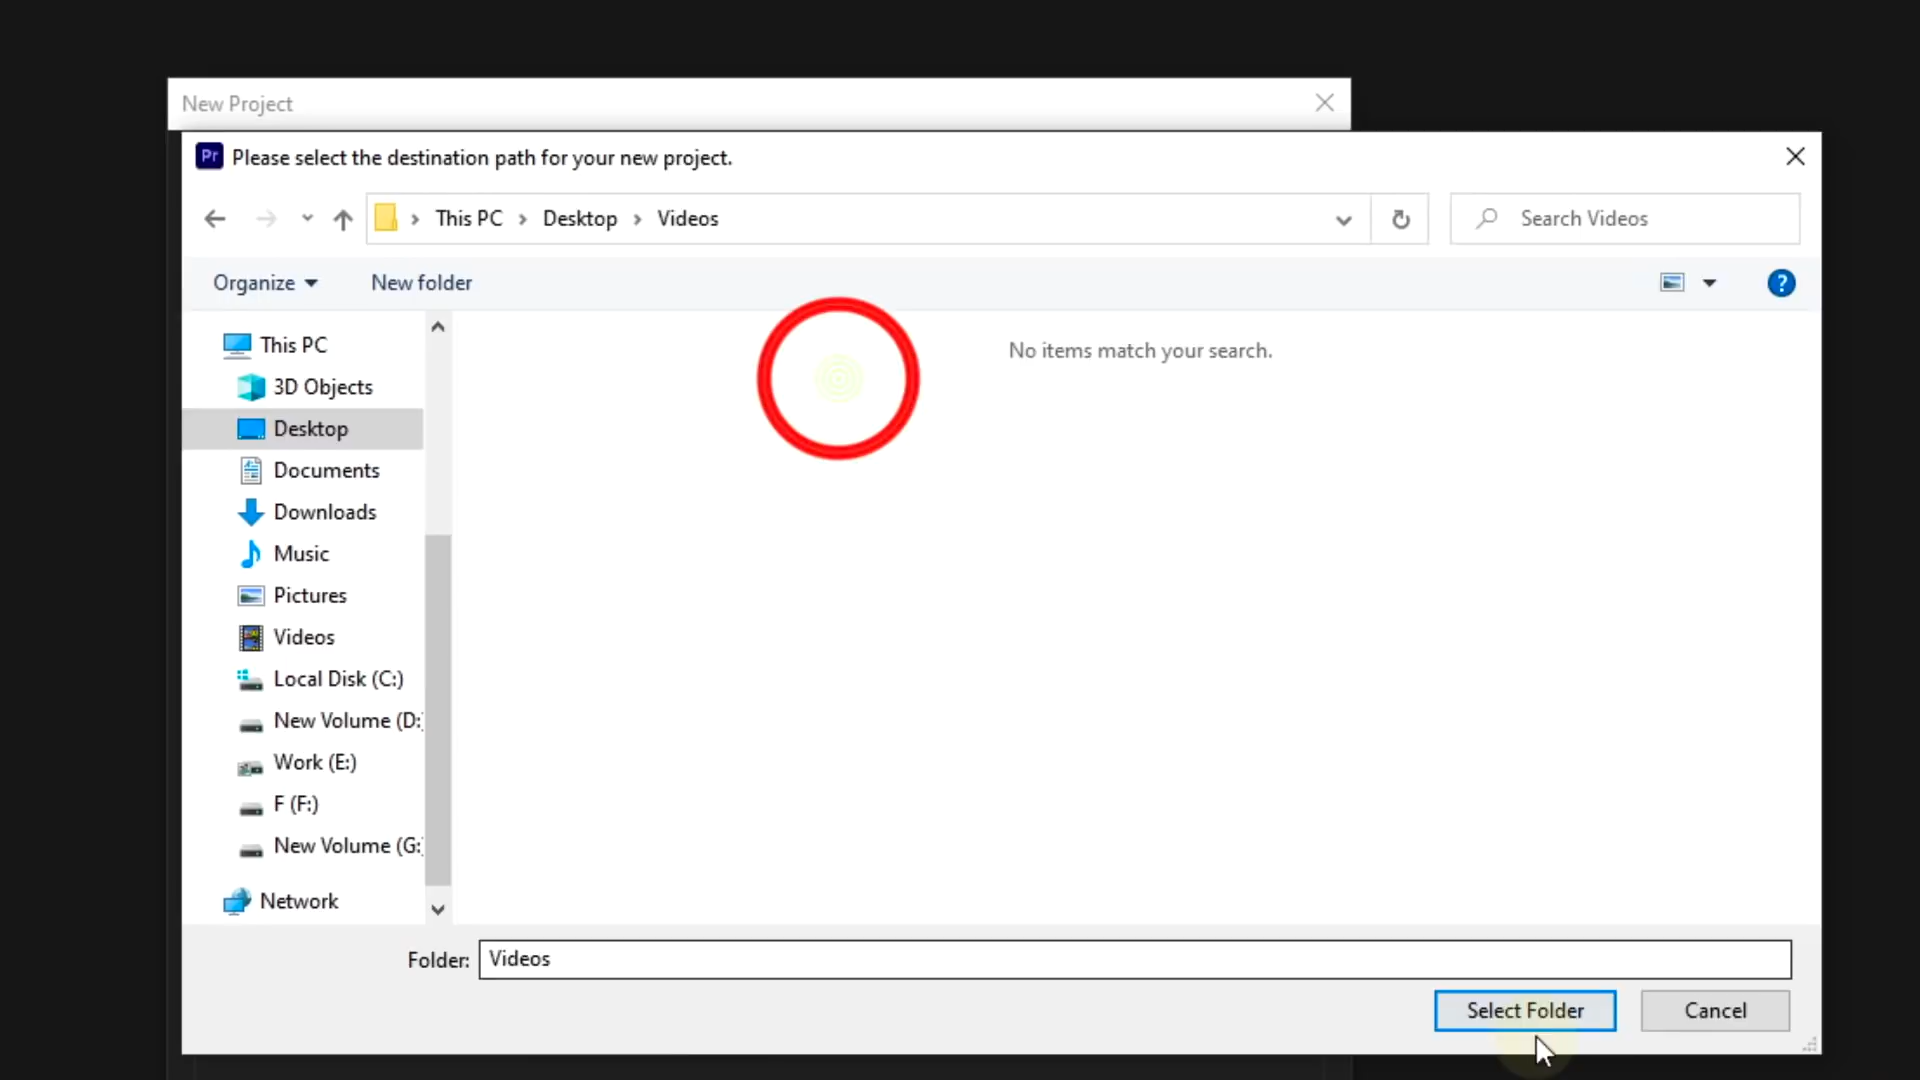 New Project
Pr Please select the destination path for your new project.
This PC > Desktop > Videos
Search Videos
Organize
New folder
?
No items match your search.
This PC
3D Objects
Desktop
Documents
Downloads
Music
Pictures
Videos
Local Disk (C:)
New Volume (D:
Work (E:)
F (F:)
New Volume (G:
Network
Folder: Videos
Select Folder
Cancel